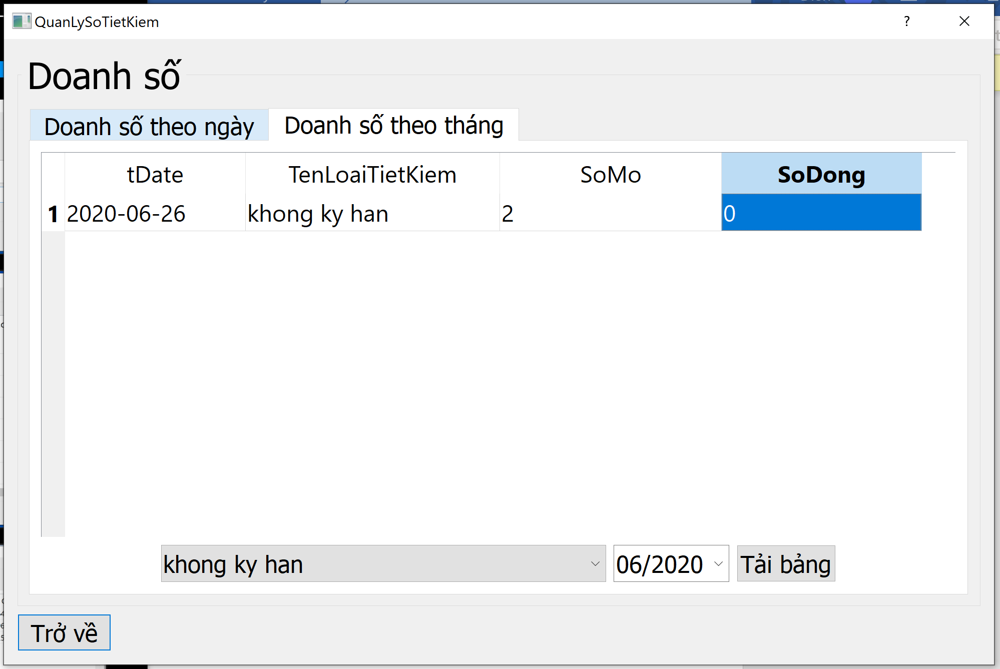 QuanLySoTietKiem
?
Doanh số
Doanh số theo ngày Doanh số theo tháng
tDate TenLoaiTietKiem SoMo SoDong
1 2020-06-26 khong ky han 2 0
khong ky han 06/2020 Tải bảng
Trở về